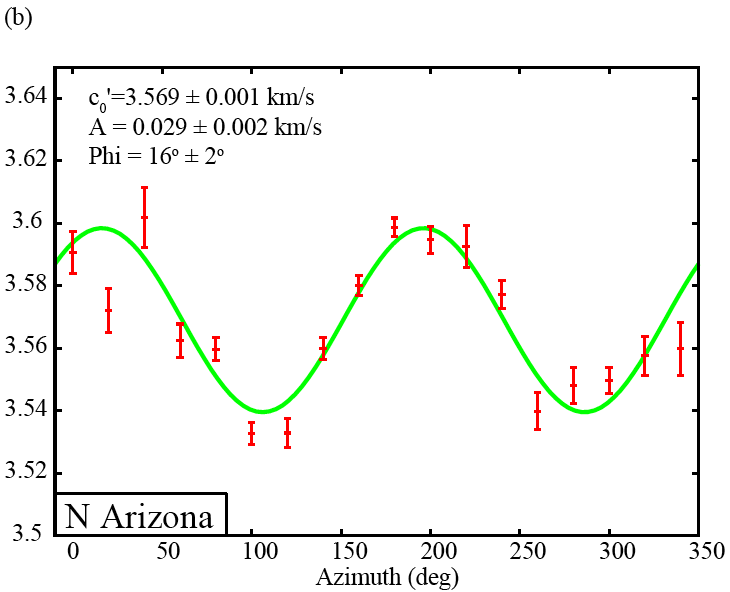 (b)
3.64
3.62
3.6
3.58
3.56
3.54
3.52
3.5
c₀'=3.569 ± 0.001 km/s
A = 0.029 ± 0.002 km/s
Phi = 16º ± 2º
N Arizona
0 50 100 150 200 250 300 350
Azimuth (deg)